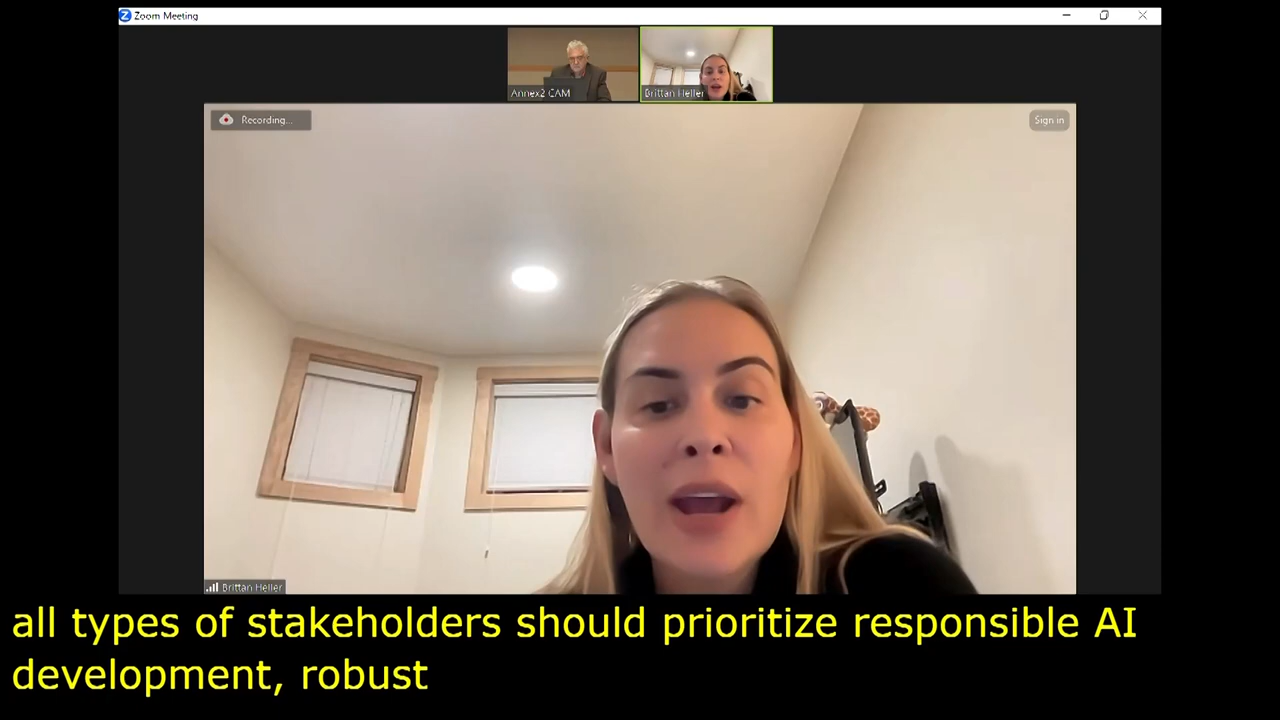 Zoom Meeting
Annex2 CAM
Brittan Heller
Recording...
Sign in
Brittan Heller
all types of stakeholders should prioritize responsible AI
development, robust